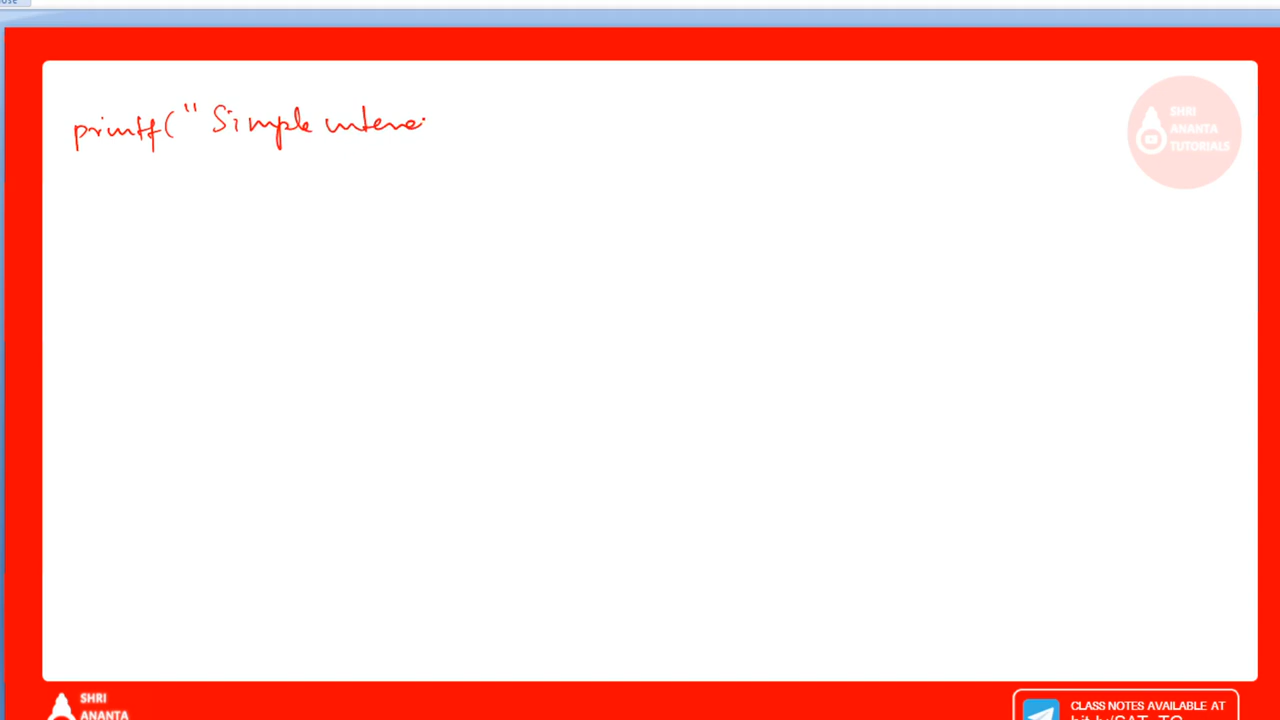 printf( " Simple intere
SHRI
ANANTA
TUTORIALS
SHRI
ANANTA
CLASS NOTES AVAILABLE AT